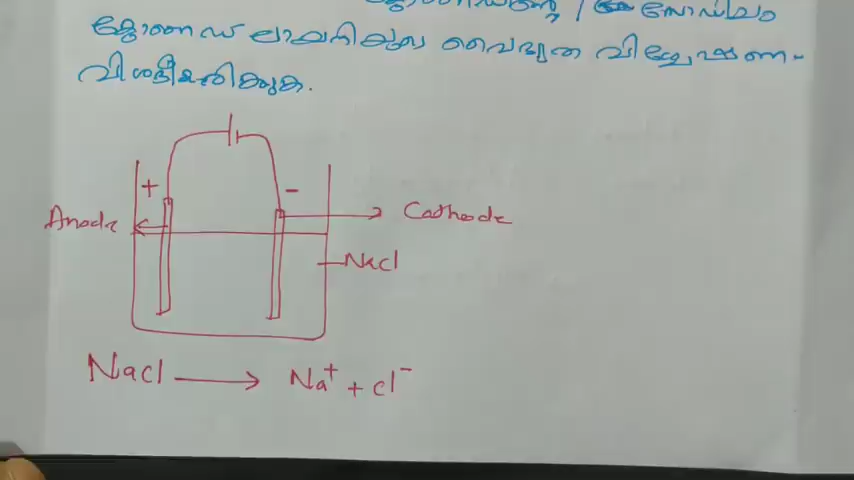 / സോഡിയം
ക്ലോറൈഡ് ലായനിയുടെ വൈദ്യുത വിശ്ലേഷണം
വിശദീകരിക്കുക.
+ -
Anode
Cathode
NaCl
NaCl → Na⁺ + cl⁻